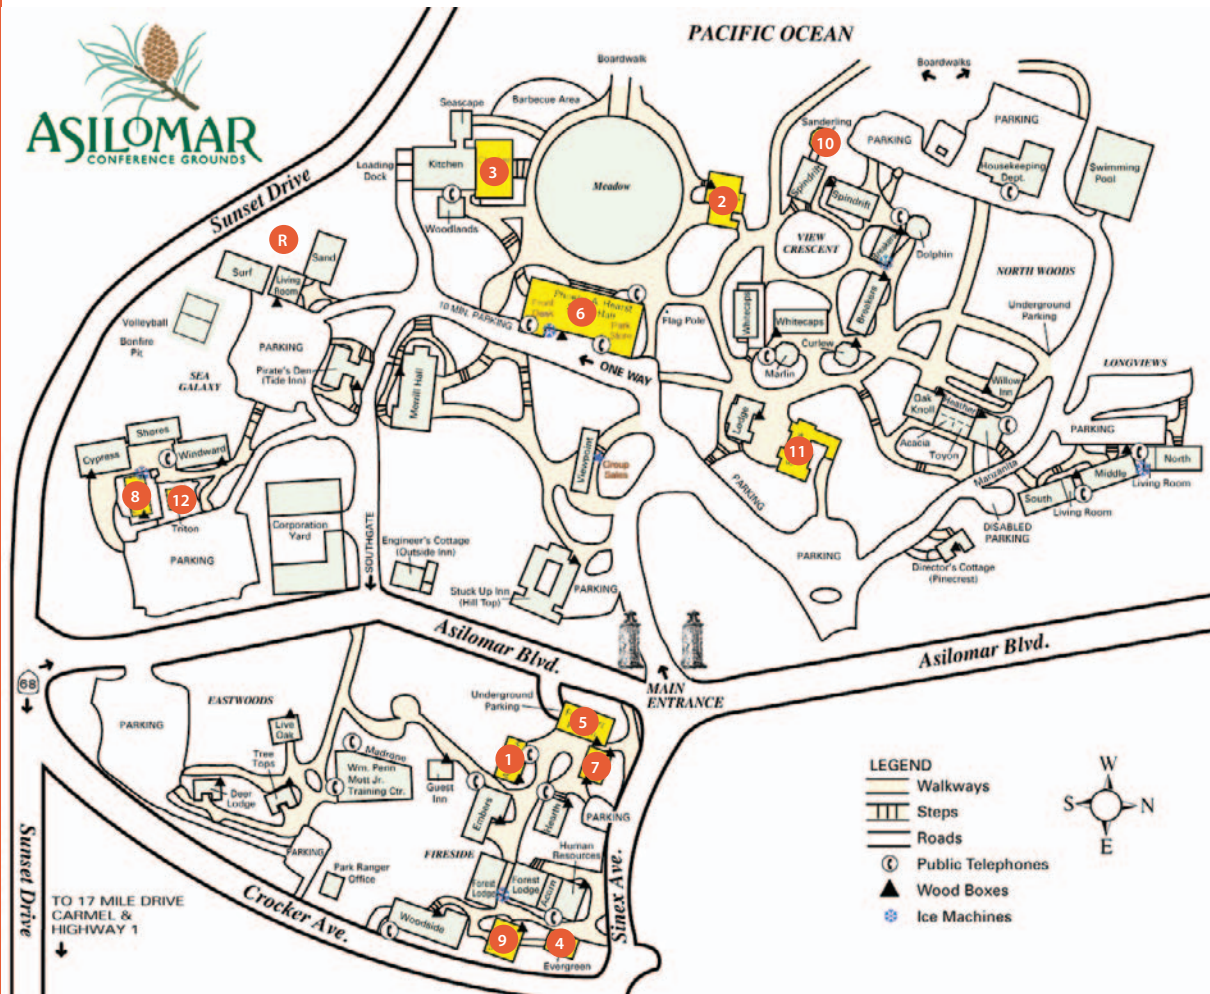 PACIFIC OCEAN
ASILOMAR
CONFERENCE GROUNDS
Boardwalk
Boardwalks
Seascape
Barbecue Area
Sanderling
10
PARKING
PARKING
Loading
Dock
Kitchen
3
Meadow
2
Spindrift
Spindrift
Housekeeping
Dept.
Swimming
Pool
Sunset Drive
Woodlands
R
Surf
Living
Room
Sand
VIEW
CRESCENT
Dolphin
NORTH WOODS
Underground
Parking
Volleyball
Bonfire
Pit
10 MIN. PARKING
Front
Desk
6
Park
Store
Flag Pole
Whitecaps
Whitecaps
Brookers
Curlew
Marlin
ONE WAY
PARKING
Pirate's Den
(Tide Inn)
SEA
GALAXY
Merrill Hall
LONGVIEWS
Willow
Inn
Oak
Knoll
Heather
Acacia
Toyon
Manzanita
Lodge
11
PARKING
PARKING
North
Middle
Living Room
South
Living Room
Shores
Cypress
Windward
8
12
Triton
PARKING
Viewpoint
Group
Sales
Corporation
Yard
SOUTHGATE
Engineer's Cottage
(Outside Inn)
Stuck Up Inn
(Hill Top)
PARKING
PARKING
DISABLED
PARKING
Director's Cottage
(Pinecrest)
Asilomar Blvd.
Asilomar Blvd.
MAIN
ENTRANCE
68
EASTWOODS
PARKING
Live
Oak
Tree
Tops
Deer
Lodge
Madrone
Wm. Penn
Mott Jr.
Training Ctr.
Guest
Inn
Underground
Parking
5
1
7
Embers
Hearth
PARKING
FIRESIDE
Human
Resources
Forest
Lodge
Forest
Lodge
Acorn
PARKING
Park Ranger
Office
Woodside
9
4
Evergreen
Crocker Ave.
Sinex Ave.
Sunset Drive
TO 17 MILE DRIVE
CARMEL &
HIGHWAY 1
LEGEND
Walkways
Steps
Roads
Public Telephones
Wood Boxes
Ice Machines
W
S
N
E